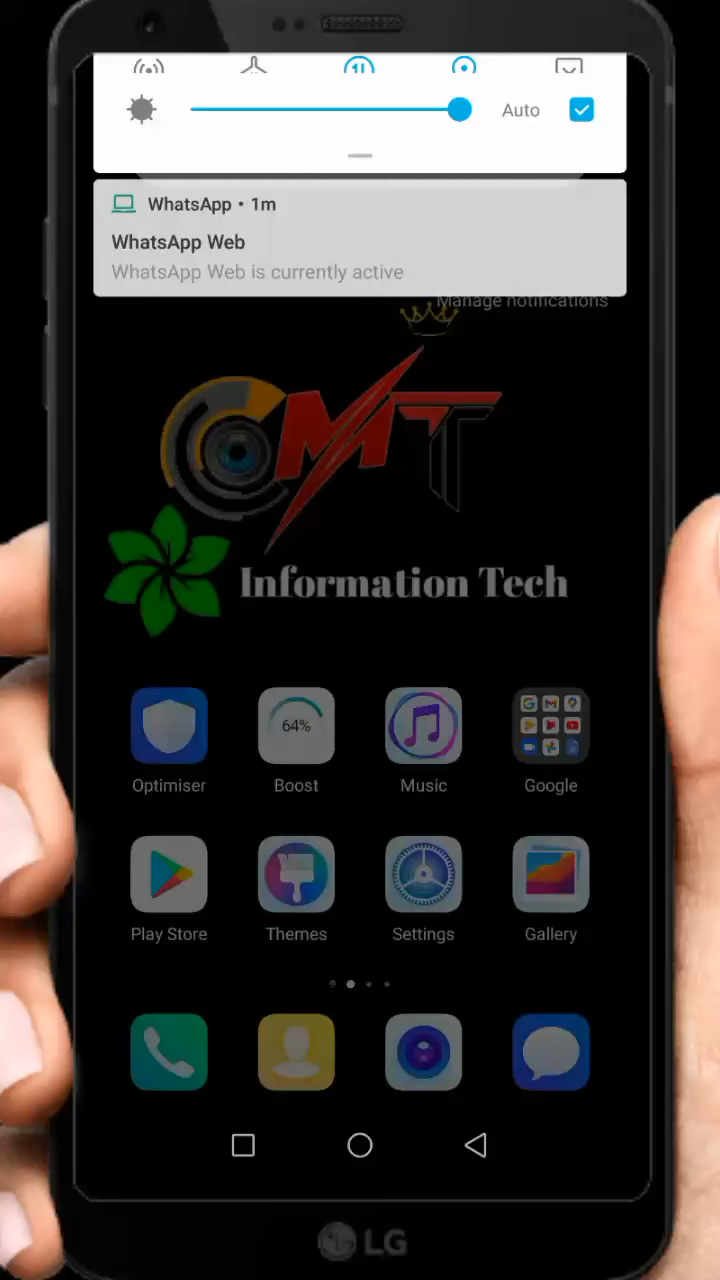 Auto
WhatsApp • 1m
WhatsApp Web
WhatsApp Web is currently active
Manage notifications
MT
Information Tech
64%
Optimiser Boost Music Google
Play Store Themes Settings Gallery
LG